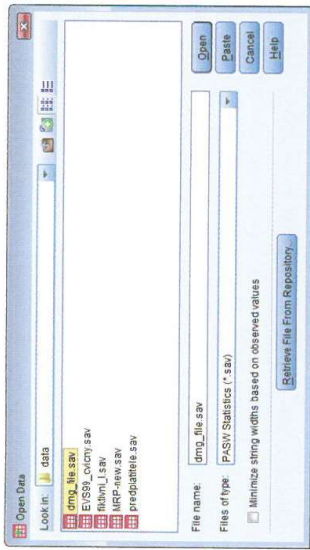 Open Data
Look in: data
dmg_file.sav
EVS99_cvicny.sav
fiktivni_I.sav
MRP-new.sav
predplatitele.sav
File name: dmg_file.sav
Open
Files of type: PASW Statistics (*.sav)
Paste
Minimize string widths based on observed values
Cancel
Help
Retrieve File From Repository...